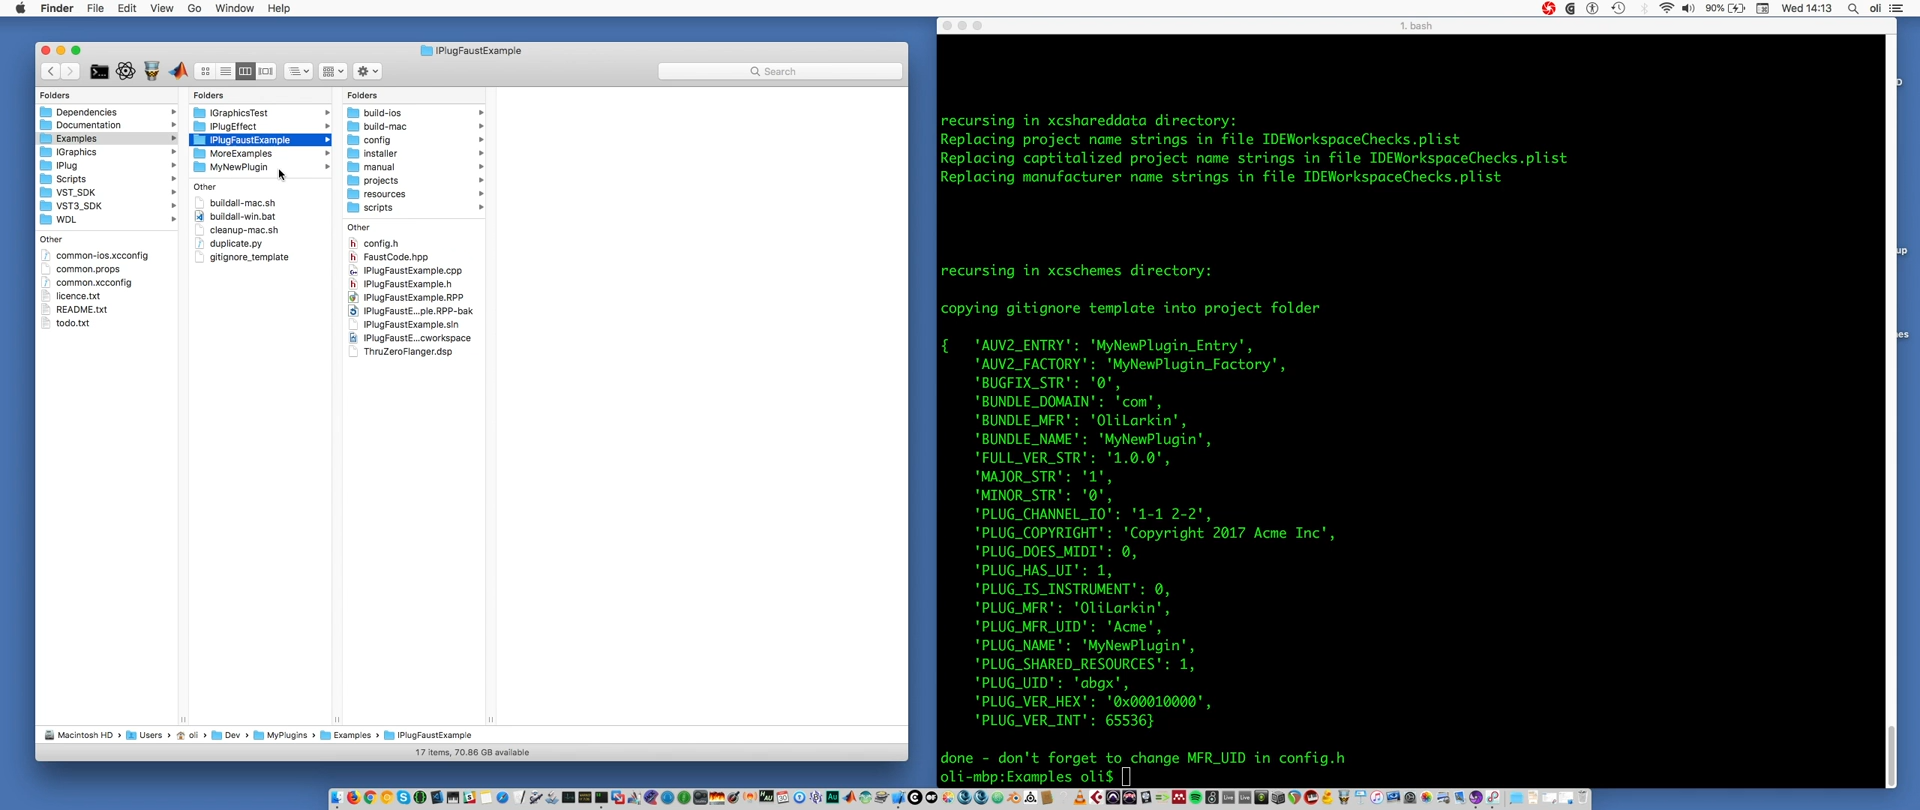 Finder File Edit View Go Window Help
90% Wed 14:13 oli
IPlugFaustExample
Search
Folders
Dependencies
Documentation
Examples
IGraphics
IPlug
Scripts
VST_SDK
VST3_SDK
WDL
Other
common-ios.xcconfig
common.props
common.xcconfig
licence.txt
README.txt
todo.txt
Folders
IGraphicsTest
IPlugEffect
IPlugFaustExample
MoreExamples
MyNewPlugin
Other
buildall-mac.sh
buildall-win.bat
cleanup-mac.sh
duplicate.py
gitignore_template
Folders
build-ios
build-mac
config
installer
manual
projects
resources
scripts
Other
config.h
FaustCode.hpp
IPlugFaustExample.cpp
IPlugFaustExample.h
IPlugFaustExample.RPP
IPlugFaustE...ple.RPP-bak
IPlugFaustExample.sln
IPlugFaustE...cworkspace
ThruZeroFlanger.dsp
Macintosh HD › Users › oli › Dev › MyPlugins › Examples › IPlugFaustExample
17 items, 70.86 GB available
1. bash
recursing in xcshareddata directory:
Replacing project name strings in file IDEWorkspaceChecks.plist
Replacing captitalized project name strings in file IDEWorkspaceChecks.plist
Replacing manufacturer name strings in file IDEWorkspaceChecks.plist
recursing in xcschemes directory:
copying gitignore template into project folder
{ 'AUV2_ENTRY': 'MyNewPlugin_Entry',
'AUV2_FACTORY': 'MyNewPlugin_Factory',
'BUGFIX_STR': '0',
'BUNDLE_DOMAIN': 'com',
'BUNDLE_MFR': 'OliLarkin',
'BUNDLE_NAME': 'MyNewPlugin',
'FULL_VER_STR': '1.0.0',
'MAJOR_STR': '1',
'MINOR_STR': '0',
'PLUG_CHANNEL_IO': '1-1 2-2',
'PLUG_COPYRIGHT': 'Copyright 2017 Acme Inc',
'PLUG_DOES_MIDI': 0,
'PLUG_HAS_UI': 1,
'PLUG_IS_INSTRUMENT': 0,
'PLUG_MFR': 'OliLarkin',
'PLUG_MFR_UID': 'Acme',
'PLUG_NAME': 'MyNewPlugin',
'PLUG_SHARED_RESOURCES': 1,
'PLUG_UID': 'abgx',
'PLUG_VER_HEX': '0x00010000',
'PLUG_VER_INT': 65536}
done - don't forget to change MFR_UID in config.h
oli-mbp:Examples oli$